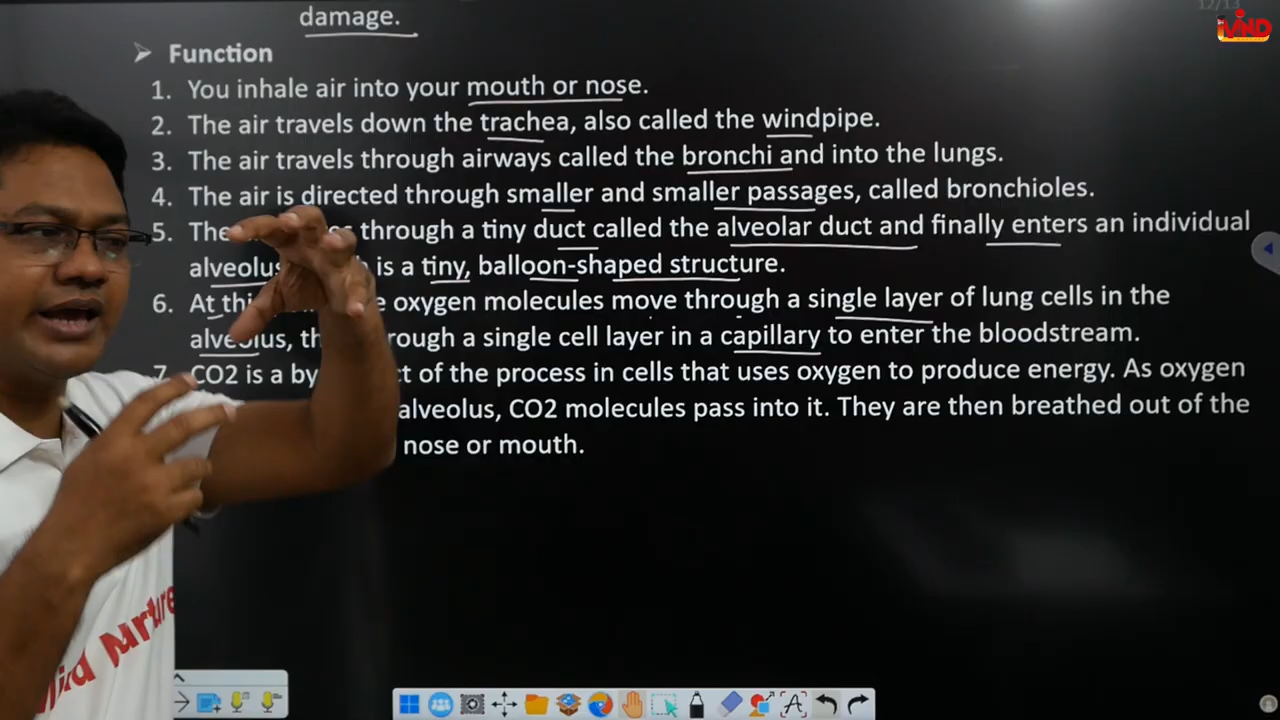 12/13
MIND
damage.
➢ Function
1. You inhale air into your mouth or nose.
2. The air travels down the trachea, also called the windpipe.
3. The air travels through airways called the bronchi and into the lungs.
4. The air is directed through smaller and smaller passages, called bronchioles.
5. The through a tiny duct called the alveolar duct and finally enters an individual
alveolus is a tiny, balloon-shaped structure.
6. At oxygen molecules move through a single layer of lung cells in the
alveolus, through a single cell layer in a capillary to enter the bloodstream.
7. CO2 is a of the process in cells that uses oxygen to produce energy. As oxygen
alveolus, CO2 molecules pass into it. They are then breathed out of the
nose or mouth.
Mind Nurture